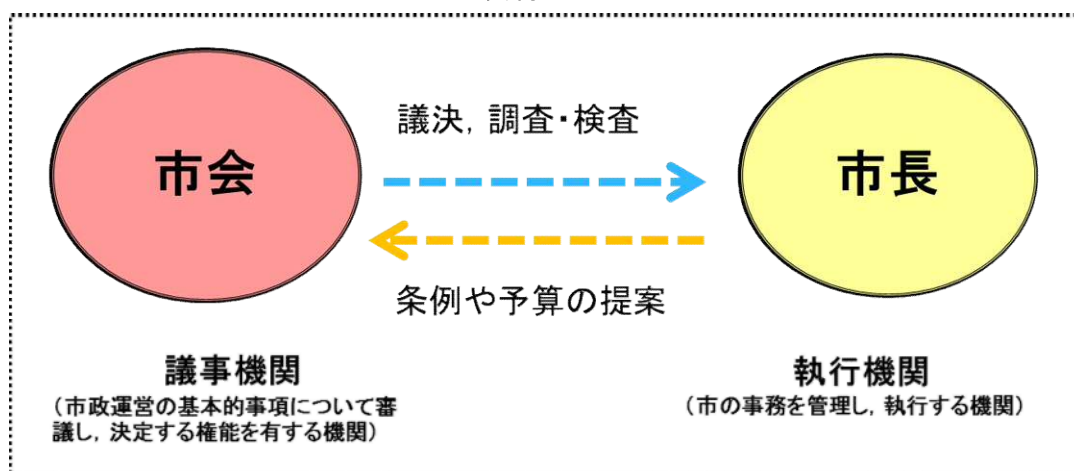 議決，調査・検査
市会
市長
条例や予算の提案
議事機関
（市政運営の基本的事項について審
議し，決定する権能を有する機関）
執行機関
（市の事務を管理し，執行する機関）